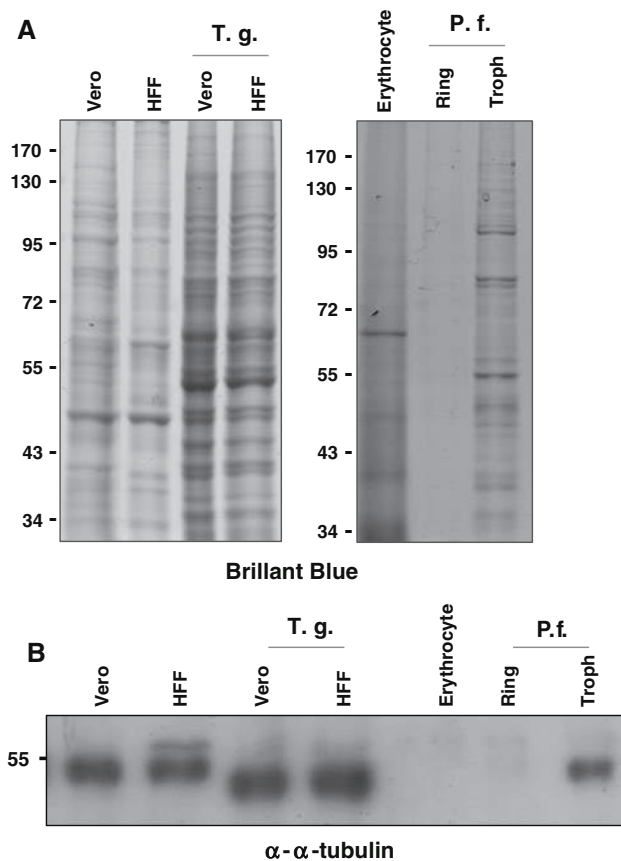 A
T. g.
P. f.
Vero
HFF
Vero
HFF
Erythrocyte
Ring
Troph
170 -
130 -
95 -
72 -
55 -
43 -
34 -
170 -
130 -
95 -
72 -
55 -
43 -
34 -
Brillant Blue
B
T. g.
P.f.
Vero
HFF
Vero
HFF
Erythrocyte
Ring
Troph
55 -
α-α-tubulin